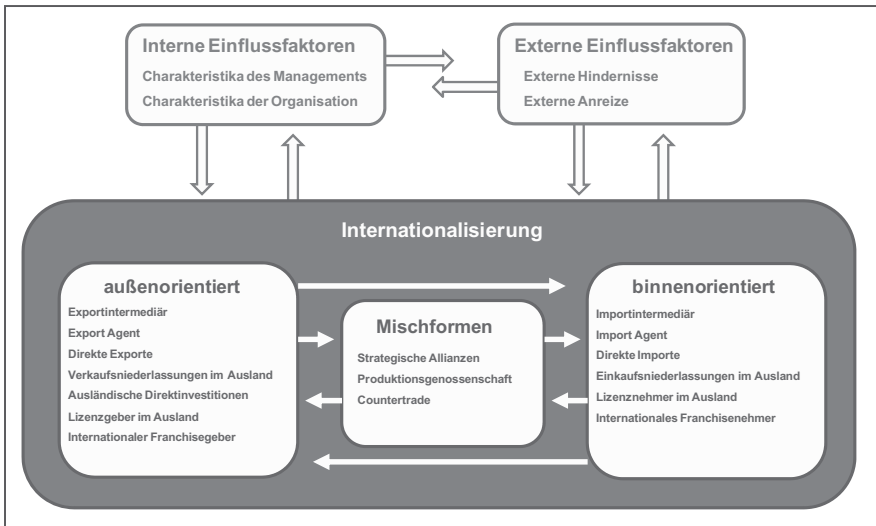 Interne Einflussfaktoren
Charakteristika des Managements
Charakteristika der Organisation
Externe Einflussfaktoren
Externe Hindernisse
Externe Anreize
Internationalisierung
außenorientiert
Exportintermediär
Export Agent
Direkte Exporte
Verkaufsniederlassungen im Ausland
Ausländische Direktinvestitionen
Lizenzgeber im Ausland
Internationaler Franchisegeber
Mischformen
Strategische Allianzen
Produktionsgenossenschaft
Countertrade
binnenorientiert
Importintermediär
Import Agent
Direkte Importe
Einkaufsniederlassungen im Ausland
Lizenznehmer im Ausland
Internationales Franchisenehmer